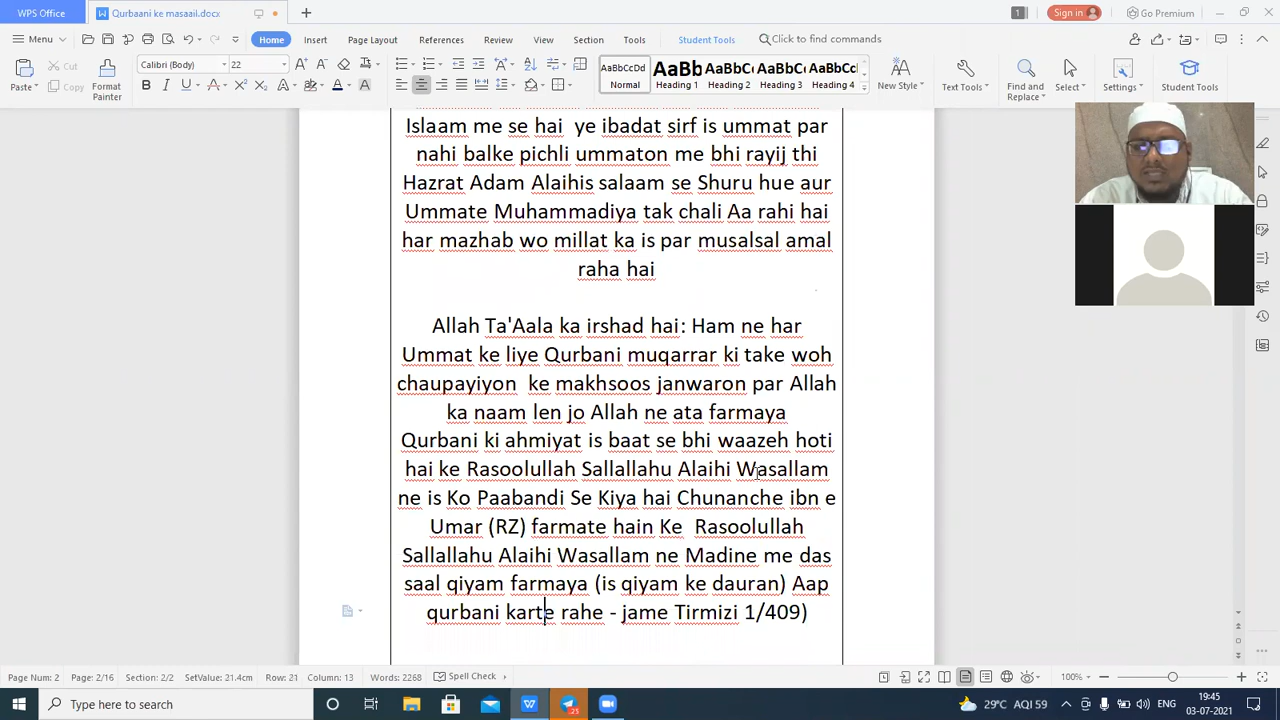 WPS Office
Qurbaani ke masaail.docx
1
Sign in
Go Premium
Menu
Home
Insert
Page Layout
References
Review
View
Section
Tools
Student Tools
Click to find commands
Paste
Cut
Copy
Format Painter
Calibri (Body)
22
AaBbCcDd
Normal
AaBb
Heading 1
AaBbC
Heading 2
AaBbC
Heading 3
AaBbC
Heading 4
New Style
Text Tools
Find and Replace
Select
Settings
Student Tools
Islaam me se hai ye ibadat sirf is ummat par
nahi balke pichli ummaton me bhi rayij thi
Hazrat Adam Alaihis salaam se Shuru hue aur
Ummate Muhammadiya tak chali Aa rahi hai
har mazhab wo millat ka is par musalsal amal
raha hai
Allah Ta'Aala ka irshad hai: Ham ne har
Ummat ke liye Qurbani muqarrar ki take woh
chaupayiyon ke makhsoos janwaron par Allah
ka naam len jo Allah ne ata farmaya
Qurbani ki ahmiyat is baat se bhi waazeh hoti
hai ke Rasoolullah Sallallahu Alaihi Wasallam
ne is Ko Paabandi Se Kiya hai Chunanche ibn e
Umar (RZ) farmate hain Ke Rasoolullah
Sallallahu Alaihi Wasallam ne Madine me das
saal qiyam farmaya (is qiyam ke dauran) Aap
qurbani karte rahe - jame Tirmizi 1/409)
Page Num: 2 Page: 2/16 Section: 2/2 Row: 21 Column: 13 Words: 2268 Spell Check 100%
Type here to search
29°C AQI 59
ENG
19:45
03-07-2021